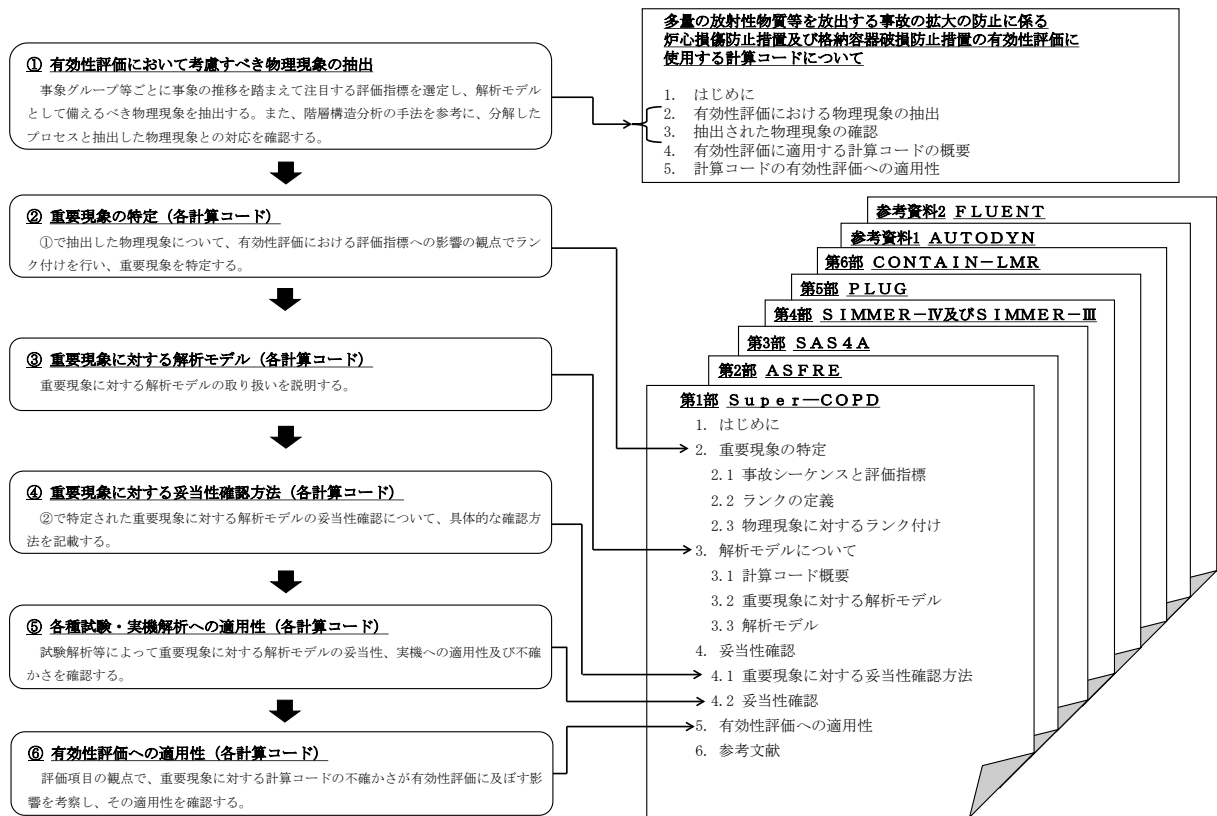 ① 有効性評価において考慮すべき物理現象の抽出
事象グループ等ごとに事象の推移を踏まえて注目する評価指標を選定し、解析モデル
として備えるべき物理現象を抽出する。また、階層構造分析の手法を参考に、分解した
プロセスと抽出した物理現象との対応を確認する。
② 重要現象の特定（各計算コード）
①で抽出した物理現象について、有効性評価における評価指標への影響の観点でラン
ク付けを行い、重要現象を特定する。
③ 重要現象に対する解析モデル（各計算コード）
重要現象に対する解析モデルの取り扱いを説明する。
④ 重要現象に対する妥当性確認方法（各計算コード）
②で特定された重要現象に対する解析モデルの妥当性確認について、具体的な確認方
法を記載する。
⑤ 各種試験・実機解析への適用性（各計算コード）
試験解析等によって重要現象に対する解析モデルの妥当性、実機への適用性及び不確
かさを確認する。
⑥ 有効性評価への適用性（各計算コード）
評価項目の観点で、重要現象に対する計算コードの不確かさが有効性評価に及ぼす影
響を考察し、その適用性を確認する。
多量の放射性物質等を放出する事故の拡大の防止に係る
炉心損傷防止措置及び格納容器破損防止措置の有効性評価に
使用する計算コードについて
1. はじめに
2. 有効性評価における物理現象の抽出
3. 抽出された物理現象の確認
4. 有効性評価に適用する計算コードの概要
5. 計算コードの有効性評価への適用性
参考資料2 ＦＬＵＥＮＴ
参考資料1 ＡＵＴＯＤＹＮ
第6部 ＣＯＮＴＡＩＮ－ＬＭＲ
第5部 ＰＬＵＧ
第4部 ＳＩＭＭＥＲ－Ⅳ及びＳＩＭＭＥＲ－Ⅲ
第3部 ＳＡＳ４Ａ
第2部 ＡＳＦＲＥ
第1部 Ｓｕｐｅｒ－ＣＯＰＤ
1. はじめに
2. 重要現象の特定
2.1 事故シーケンスと評価指標
2.2 ランクの定義
2.3 物理現象に対するランク付け
3. 解析モデルについて
3.1 計算コード概要
3.2 重要現象に対する解析モデル
3.3 解析モデル
4. 妥当性確認
4.1 重要現象に対する妥当性確認方法
4.2 妥当性確認
5. 有効性評価への適用性
6. 参考文献